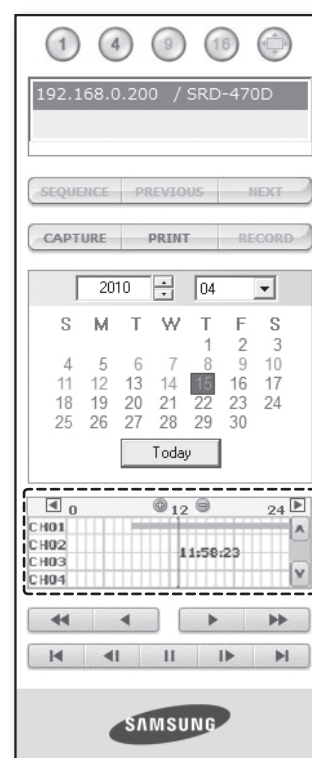 1 4 9 16
192.168.0.200 / SRD-470D
SEQUENCE PREVIOUS NEXT
CAPTURE PRINT RECORD
2010 04
S M T W T F S
1 2 3
4 5 6 7 8 9 10
11 12 13 14 15 16 17
18 19 20 21 22 23 24
25 26 27 28 29 30
Today
0 12 24
CH01
CH02
11:58:23
CH03
CH04
SAMSUNG